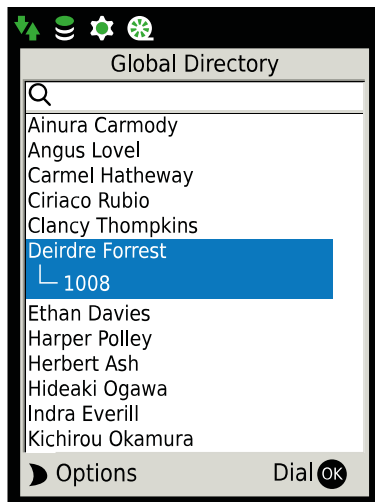 Global Directory
Ainura Carmody
Angus Lovel
Carmel Hatheway
Ciriaco Rubio
Clancy Thompkins
Deirdre Forrest
1008
Ethan Davies
Harper Polley
Herbert Ash
Hideaki Ogawa
Indra Everill
Kichirou Okamura
Options Dial OK